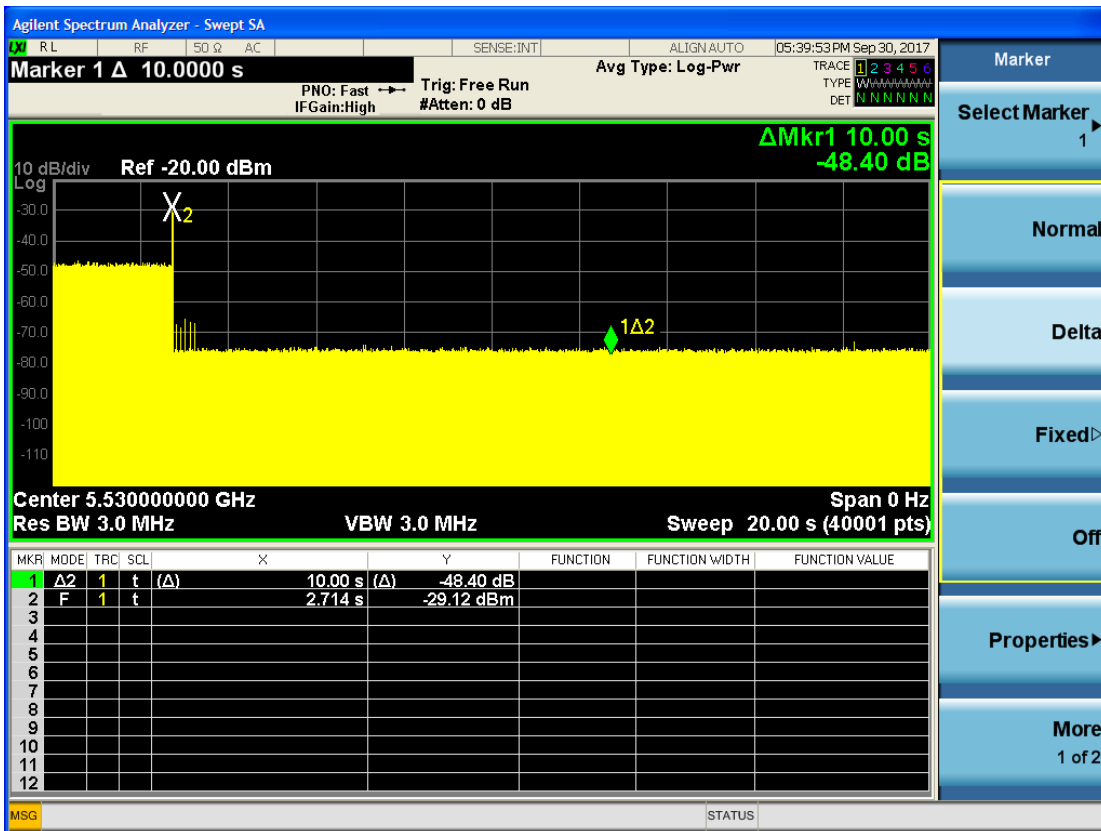 Agilent Spectrum Analyzer - Swept SA
LXI RL RF 50 Ω AC SENSE:INT ALIGN AUTO 05:39:53 PM Sep 30, 2017
Marker 1 Δ 10.0000 s
PNO: Fast
IFGain:High
Trig: Free Run
#Atten: 0 dB
Avg Type: Log-Pwr
TRACE 1 2 3 4 5 6
TYPE WWWWWW
DET N N N N N N
ΔMkr1 10.00 s
-48.40 dB
10 dB/div Ref -20.00 dBm
Log
-30.0
-40.0
-50.0
-60.0
-70.0
-80.0
-90.0
-100
-110
X2
1Δ2
Center 5.530000000 GHz Span 0 Hz
Res BW 3.0 MHz VBW 3.0 MHz Sweep 20.00 s (40001 pts)
MKR MODE TRC SCL X Y FUNCTION FUNCTION WIDTH FUNCTION VALUE
1 Δ2 1 t (Δ) 10.00 s (Δ) -48.40 dB
2 F 1 t 2.714 s -29.12 dBm
3
4
5
6
7
8
9
10
11
12
MSG STATUS
Marker
Select Marker
1
Normal
Delta
Fixed
Off
Properties
More
1 of 2